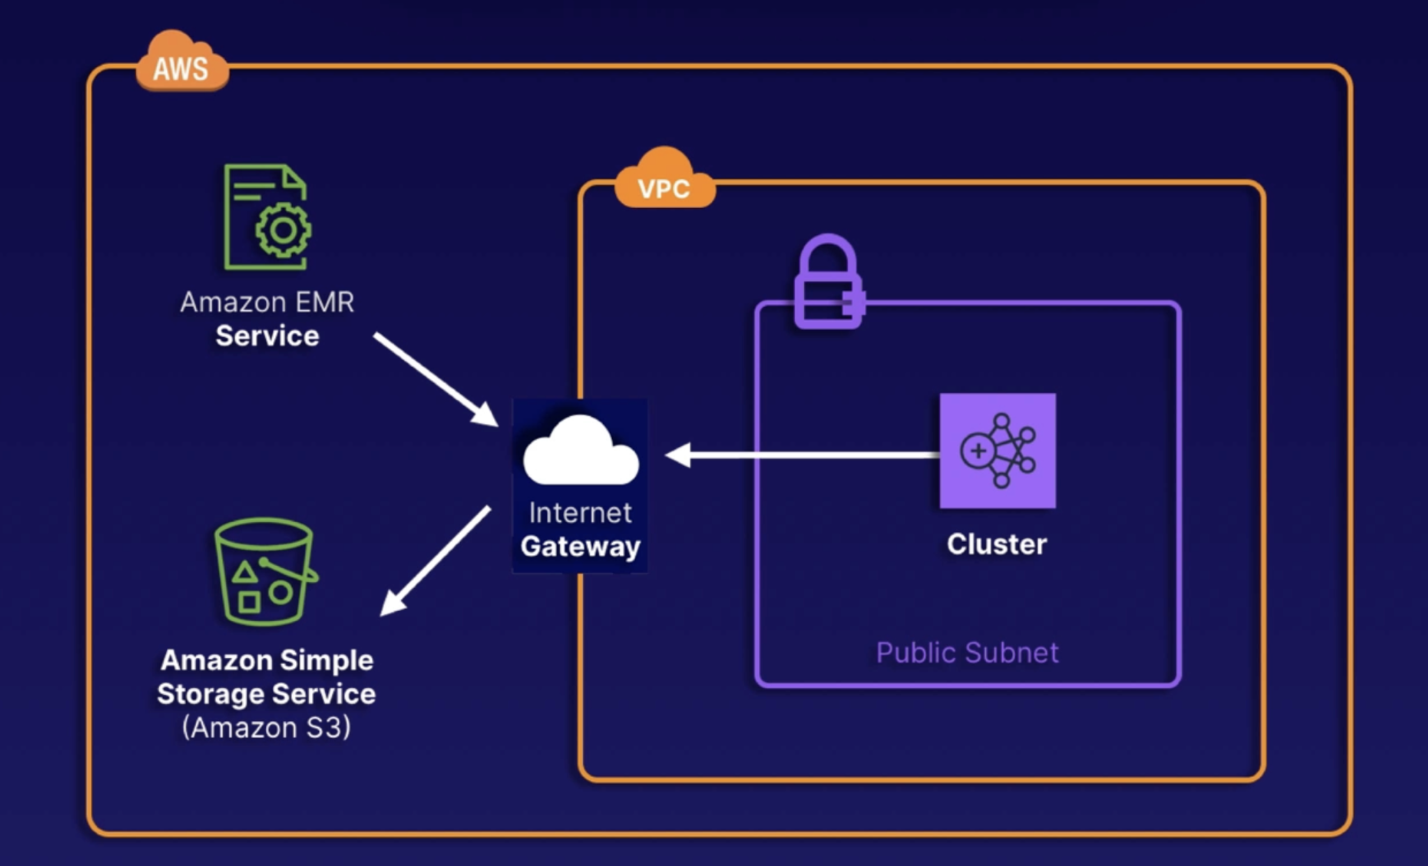 AWS
VPC
Amazon EMR
Service
Internet
Gateway
Cluster
Public Subnet
Amazon Simple
Storage Service
(Amazon S3)